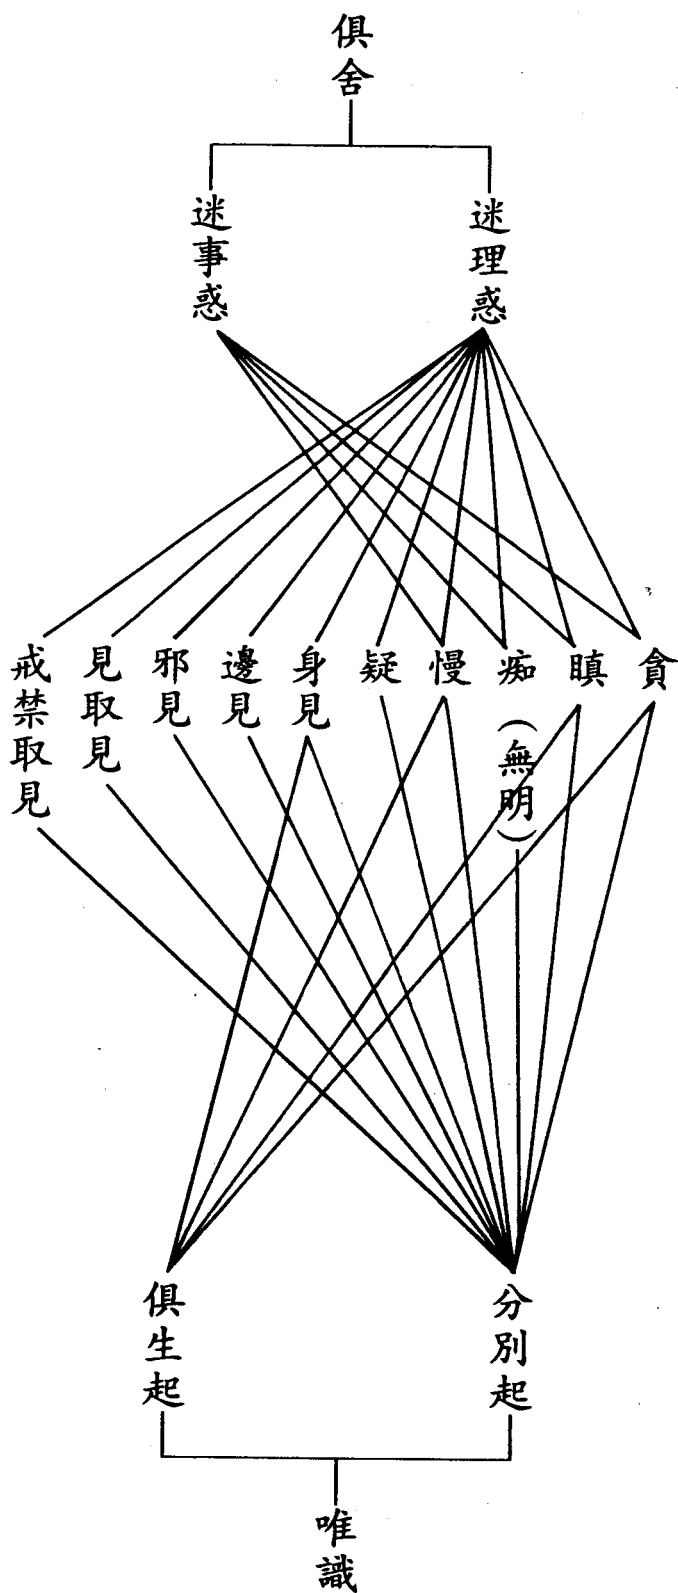 俱舍
迷理惑
迷事惑
貪
瞋
痴（無明）
慢
疑
身見
邊見
邪見
見取見
戒禁取見
分別起
俱生起
唯識